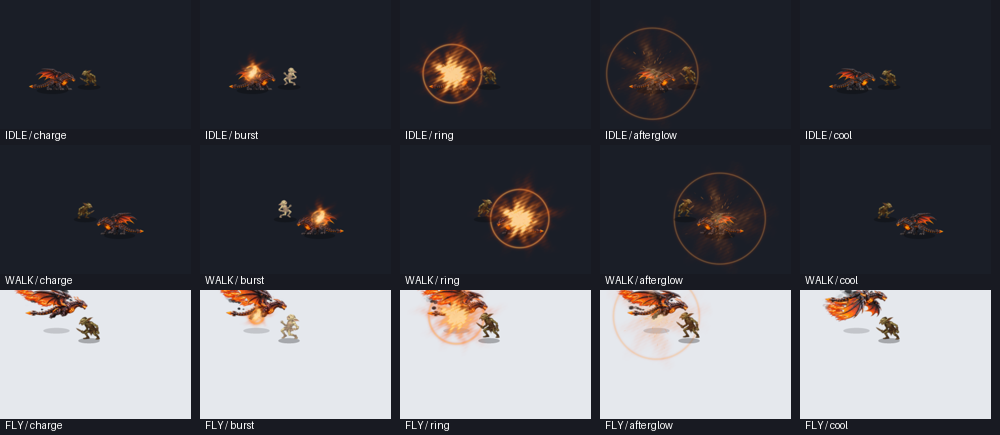 IDLE / charge
IDLE / burst
IDLE / ring
IDLE / afterglow
IDLE / cool
WALK / charge
WALK / burst
WALK / ring
WALK / afterglow
WALK / cool
FLY / charge
FLY / burst
FLY / ring
FLY / afterglow
FLY / cool